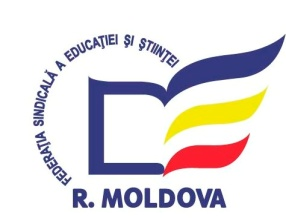 FEDERAȚIA SINDICALĂ A EDUCAȚIEI ȘI ȘTIINȚEI
R. MOLDOVA